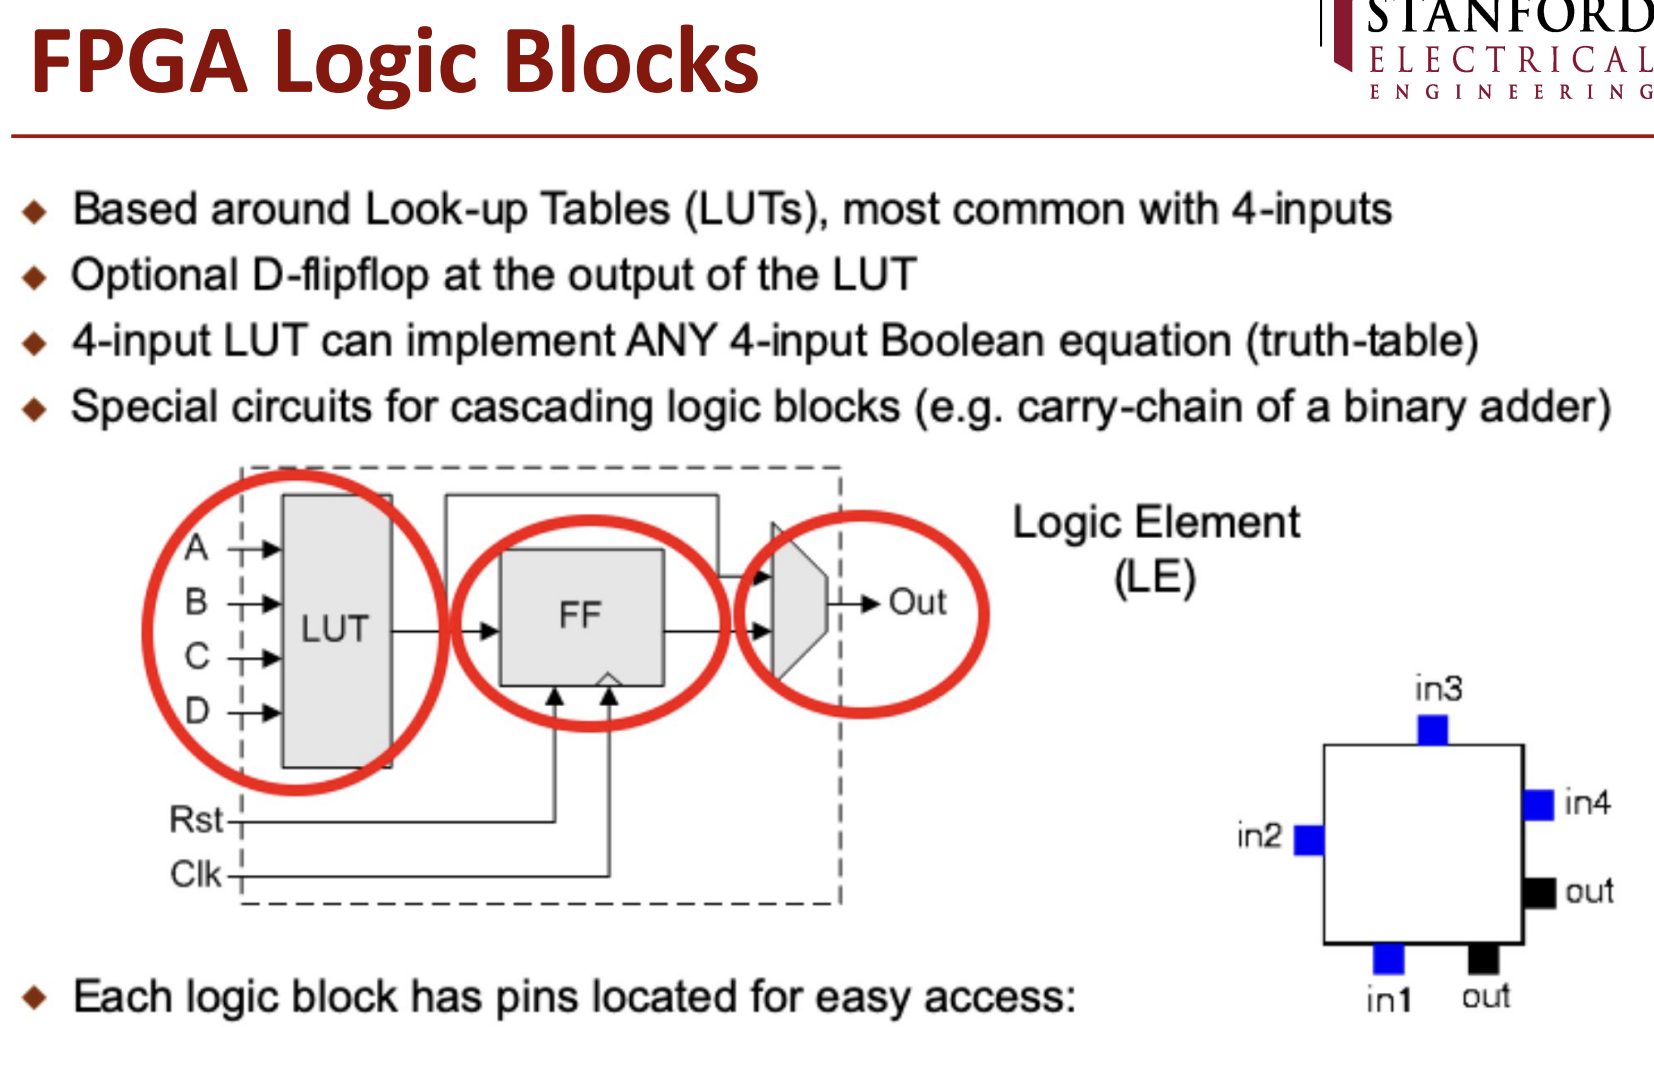 FPGA Logic Blocks
STANFORD
ELECTRICAL
ENGINEERING
Based around Look-up Tables (LUTs), most common with 4-inputs
Optional D-flipflop at the output of the LUT
4-input LUT can implement ANY 4-input Boolean equation (truth-table)
Special circuits for cascading logic blocks (e.g. carry-chain of a binary adder)
A
B
C
D
LUT
FF
Out
Rst
Clk
Logic Element
(LE)
in3
in4
in2
out
in1
out
Each logic block has pins located for easy access: